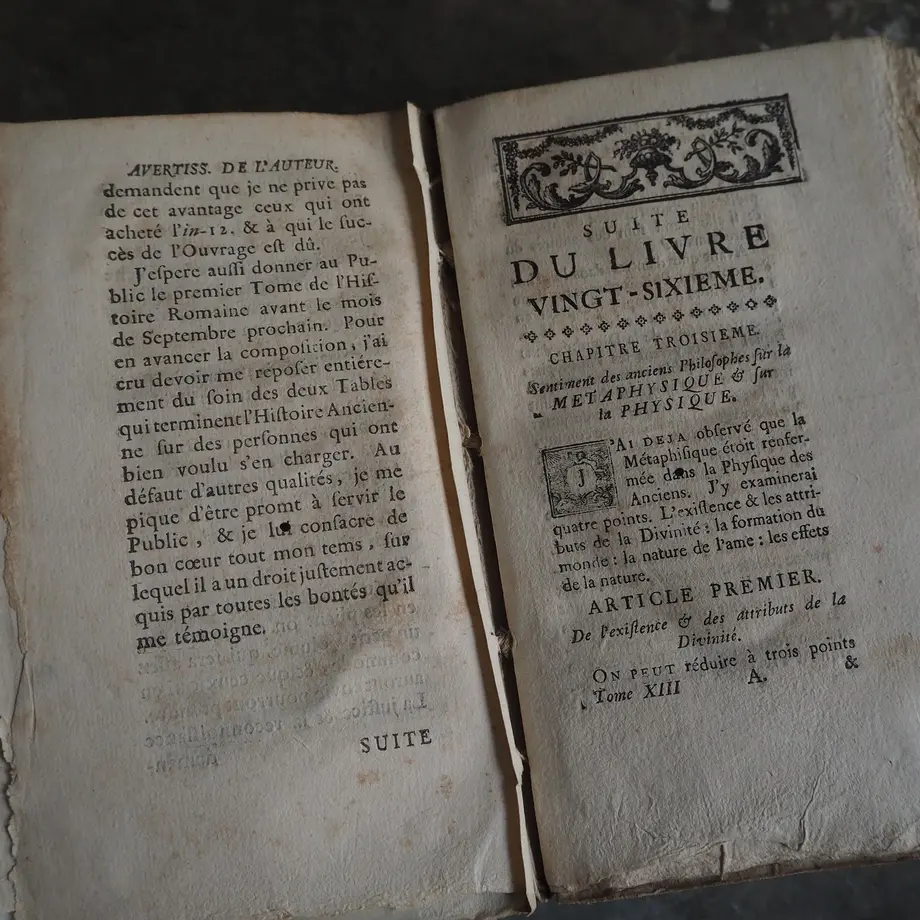 AVERTISS. DE L'AUTEUR.
demandent que je ne prive pas
de cet avantage ceux qui ont
acheté l'in-12. & à qui le ſuc-
cès de l'Ouvrage eſt dû.
J'eſpere auſſi donner au Pu-
blic le premier Tome de l'Hiſ-
toire Romaine avant le mois
de Septembre prochain. Pour
en avancer la compoſition, j'ai
cru devoir me repoſer entiére-
ment du ſoin des deux Tables
qui terminent l'Hiſtoire Ancien-
ne ſur des perſonnes qui ont
bien voulu s'en charger. Au
défaut d'autres qualités, je me
pique d'être promt à ſervir le
Public, & je lui conſacre de
bon cœur tout mon tems, ſur
lequel il a un droit juſtement ac-
quis par toutes les bontés qu'il
me témoigne.
SUITE
SUITE
DU LIVRE
VINGT-SIXIEME.
CHAPITRE TROISIEME.
Sentiment des anciens Philoſophes ſur la
METAPHYSIQUE & ſur
la PHYSIQUE.
J'AI DEJA obſervé que la
Métaphiſique étoit renfer-
mée dans la Phyſique des
Anciens. J'y examinerai
quatre points. L'exiſtence & les attri-
buts de la Divinité : la formation du
monde : la nature de l'ame : les effets
de la nature.
ARTICLE PREMIER.
De l'exiſtence & des attributs de la
Divinité.
ON PEUT réduire à trois points
Tome XIII A. &